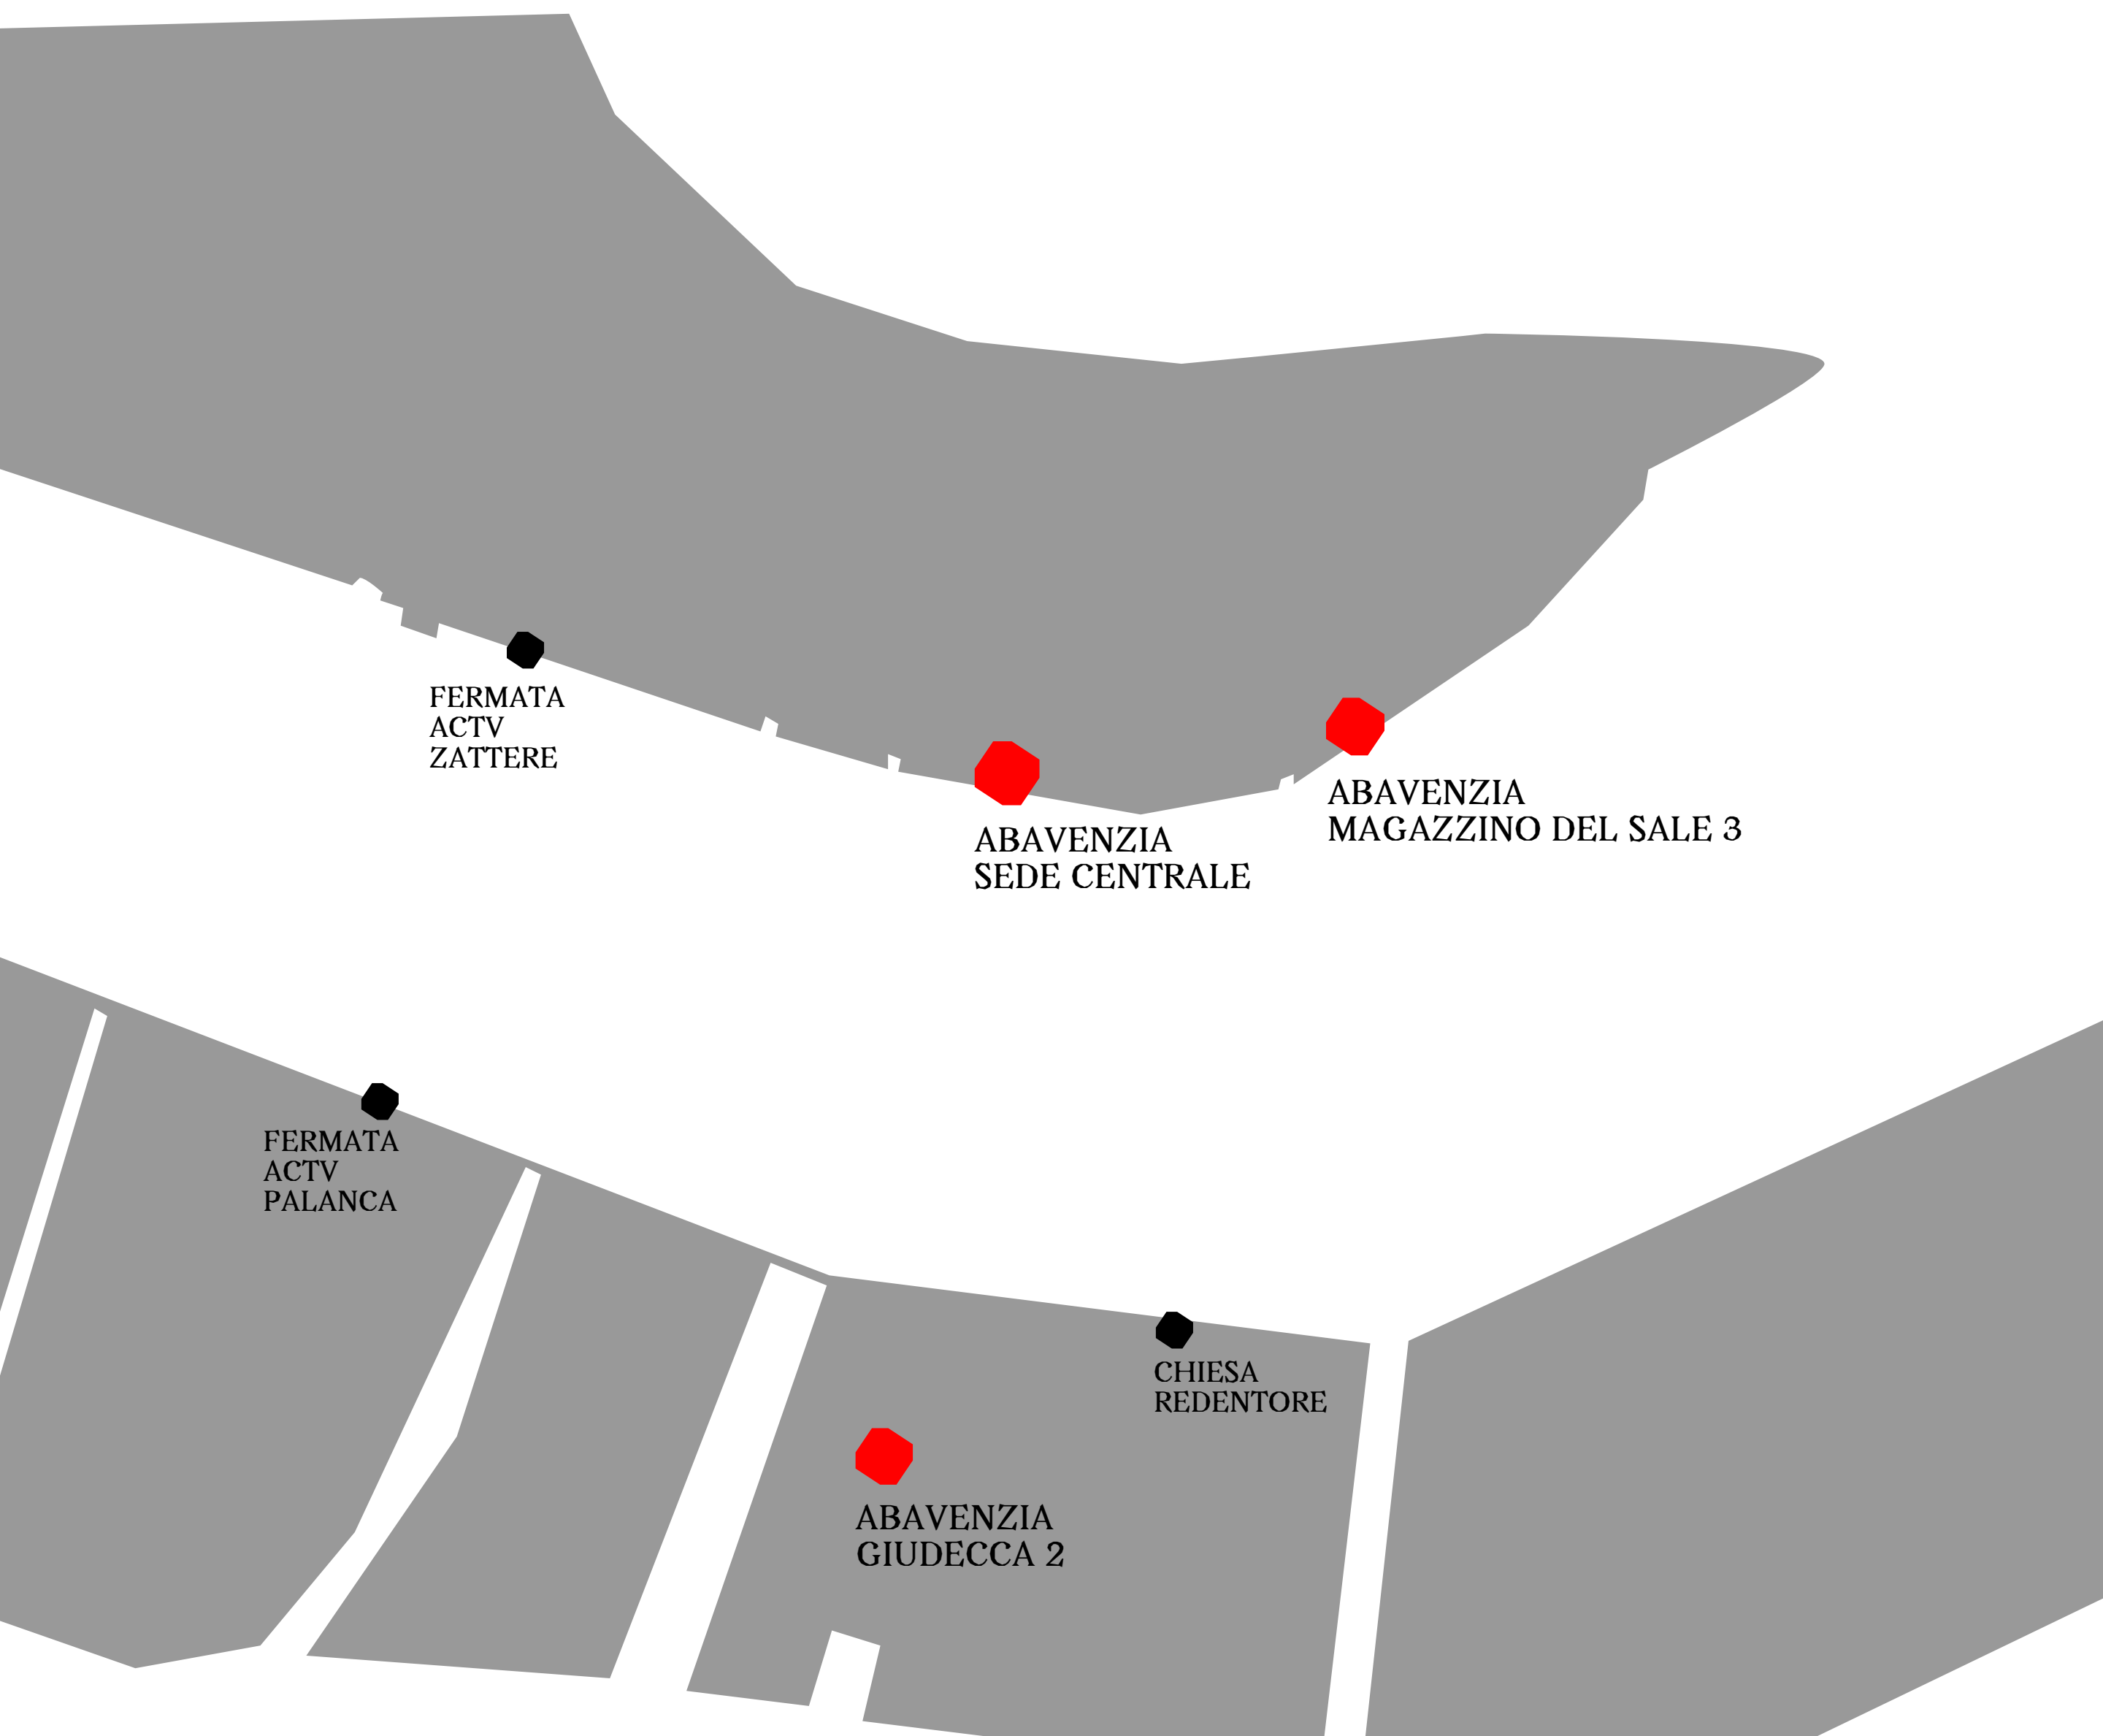 FERMATA
ACTV
ZATTERE
ABAVENZIA
SEDE CENTRALE
ABAVENZIA
MAGAZZINO DEL SALE 3
FERMATA
ACTV
PALANCA
CHIESA
REDENTORE
ABAVENZIA
GIUDECCA 2